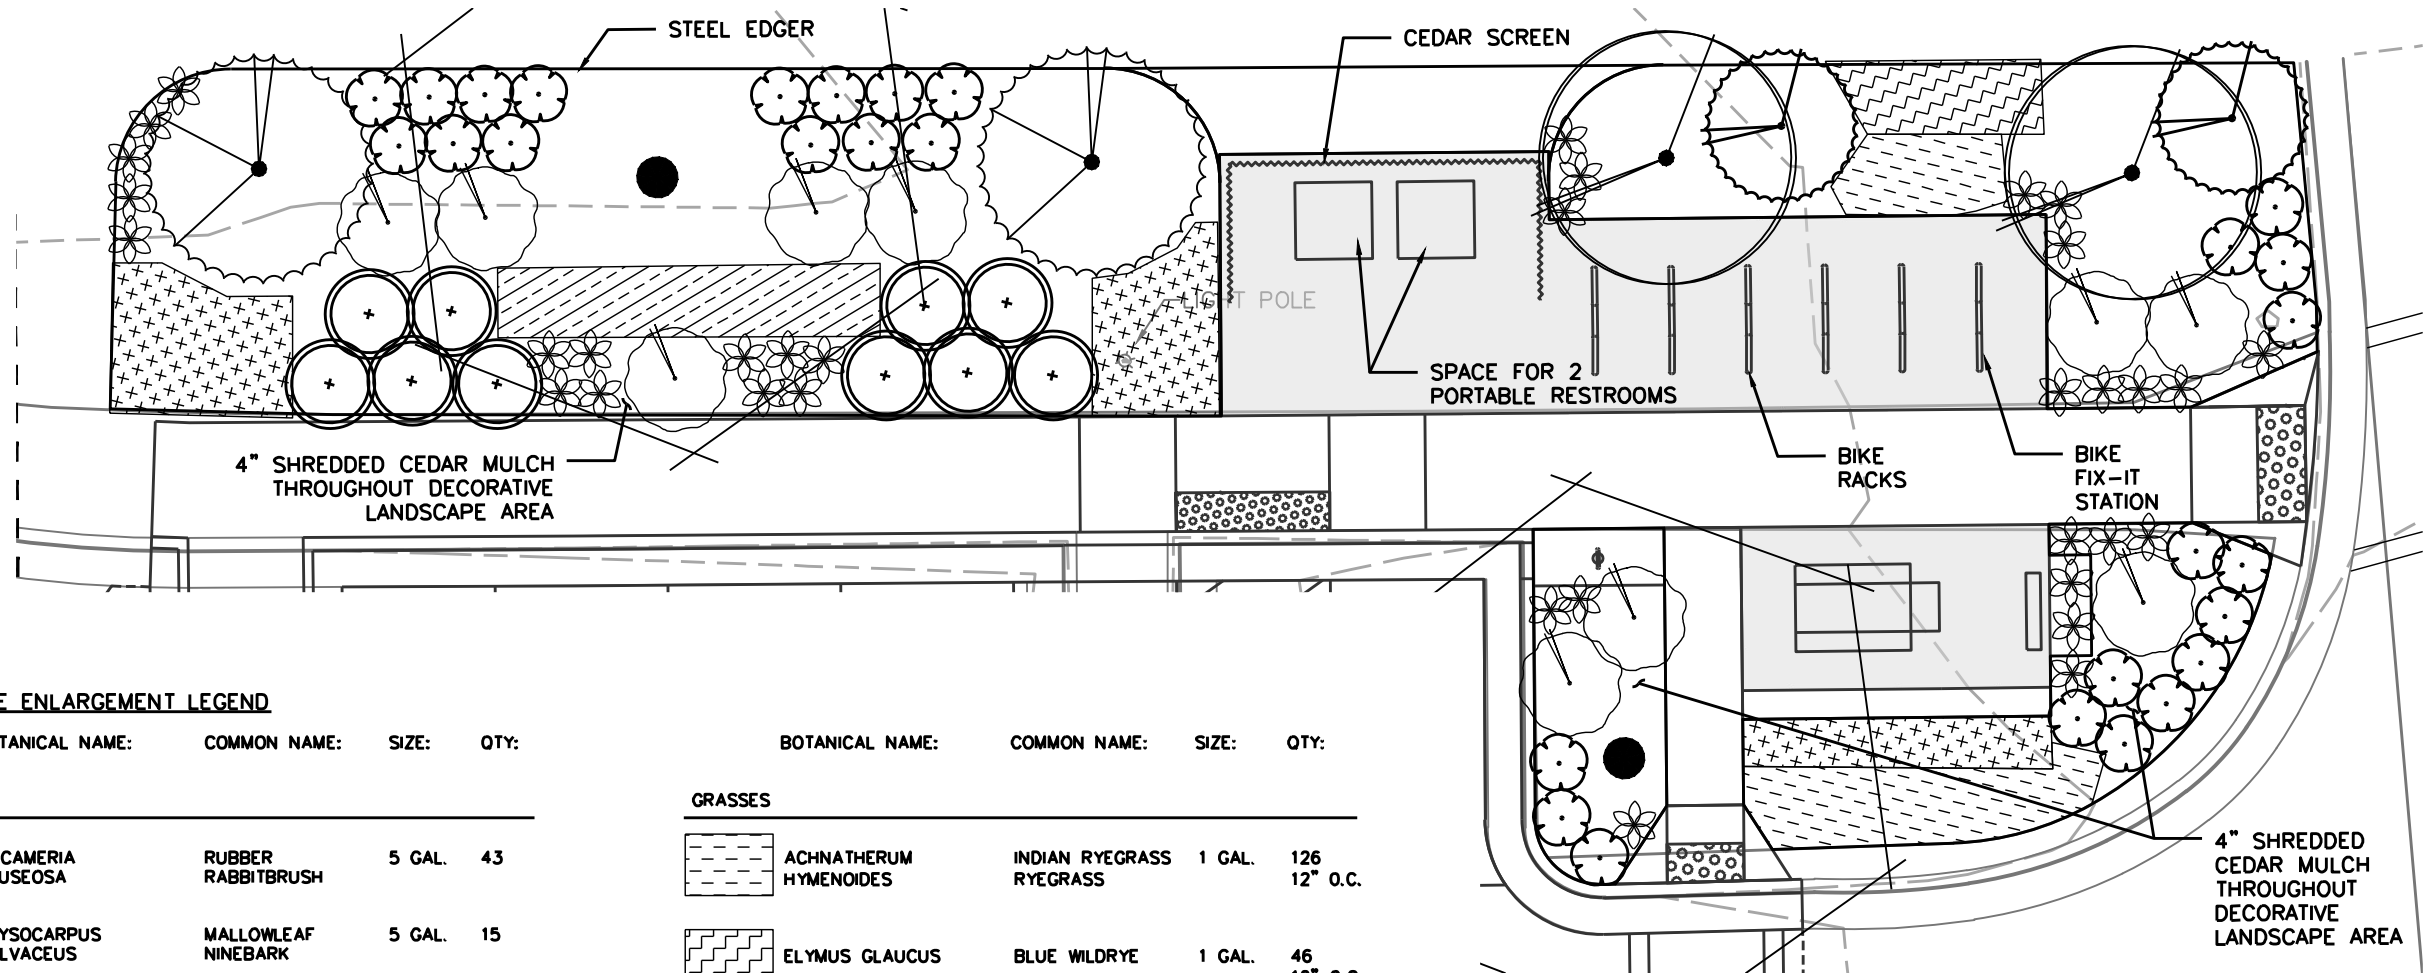 STEEL EDGER
CEDAR SCREEN
LIGHT POLE
SPACE FOR 2
PORTABLE RESTROOMS
BIKE
RACKS
BIKE
FIX-IT
STATION
4" SHREDDED CEDAR MULCH
THROUGHOUT DECORATIVE
LANDSCAPE AREA
4" SHREDDED
CEDAR MULCH
THROUGHOUT
DECORATIVE
LANDSCAPE AREA
ENLARGEMENT LEGEND
COMMON NAME: SIZE: QTY:
RUBBER 5 GAL. 43
RABBITBRUSH
MALLOWLEAF 5 GAL. 15
NINEBARK
BOTANICAL NAME: COMMON NAME: SIZE: QTY:
GRASSES
ACHNATHERUM INDIAN RYEGRASS 1 GAL. 126
HYMENOIDES RYEGRASS 12" O.C.
ELYMUS GLAUCUS BLUE WILDRYE 1 GAL. 46